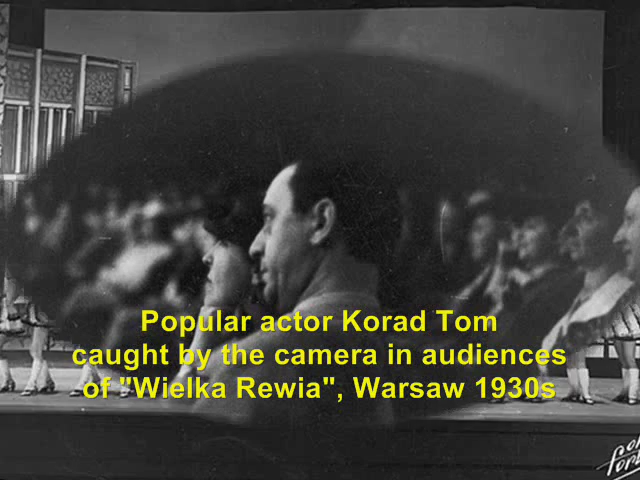 Popular actor Korad Tom
caught by the camera in audiences
of "Wielka Rewia", Warsaw 1930s